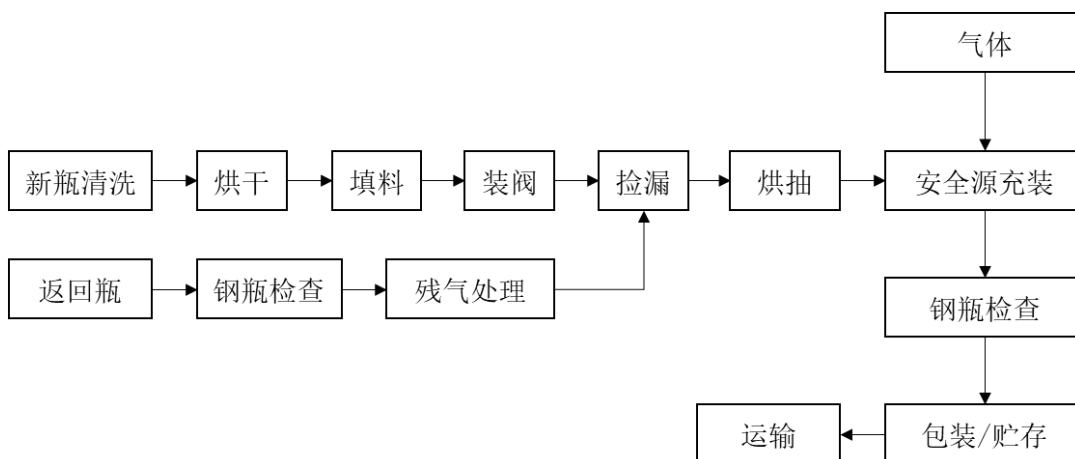 气体
新瓶清洗
烘干
填料
装阀
捡漏
烘抽
安全源充装
返回瓶
钢瓶检查
残气处理
钢瓶检查
运输
包装/贮存